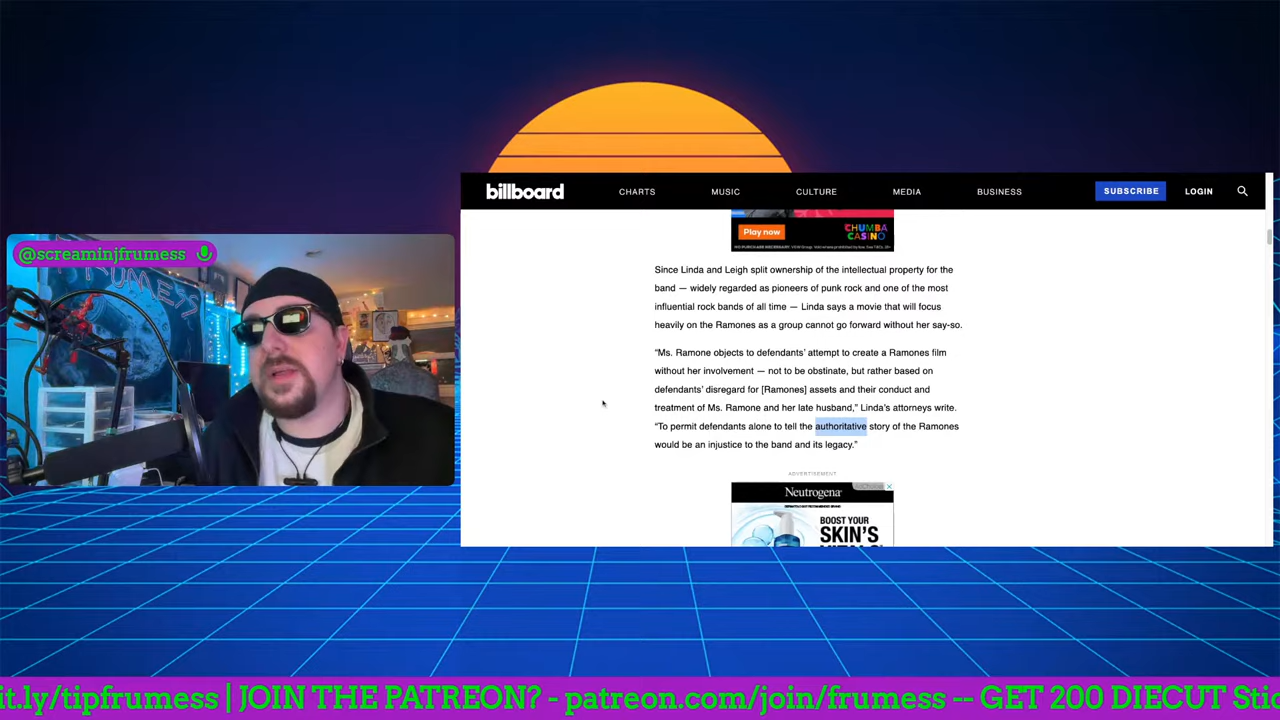 billboard
CHARTS
MUSIC
CULTURE
MEDIA
BUSINESS
SUBSCRIBE
LOGIN
Play now
CHUMBA
CASINO
@screaminjfrumess
FRUMESS
Since Linda and Leigh split ownership of the intellectual property for the
band — widely regarded as pioneers of punk rock and one of the most
influential rock bands of all time — Linda says a movie that will focus
heavily on the Ramones as a group cannot go forward without her say-so.
“Ms. Ramone objects to defendants’ attempt to create a Ramones film
without her involvement — not to be obstinate, but rather based on
defendants’ disregard for [Ramones] assets and their conduct and
treatment of Ms. Ramone and her late husband,” Linda’s attorneys write.
“To permit defendants alone to tell the authoritative story of the Ramones
would be an injustice to the band and its legacy.”
ADVERTISEMENT
AdChoices
Neutrogena
BOOST YOUR
SKIN'S
it.ly/tipfrumess | JOIN THE PATREON? - patreon.com/join/frumess -- GET 200 DIECUT Stic